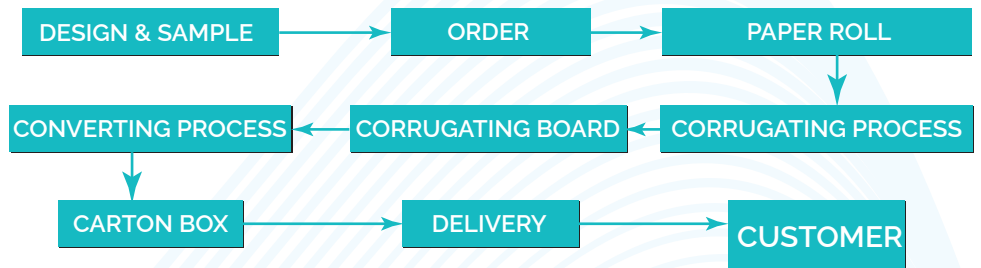 DESIGN & SAMPLE
ORDER
PAPER ROLL
CORRUGATING PROCESS
CORRUGATING BOARD
CONVERTING PROCESS
CARTON BOX
DELIVERY
CUSTOMER